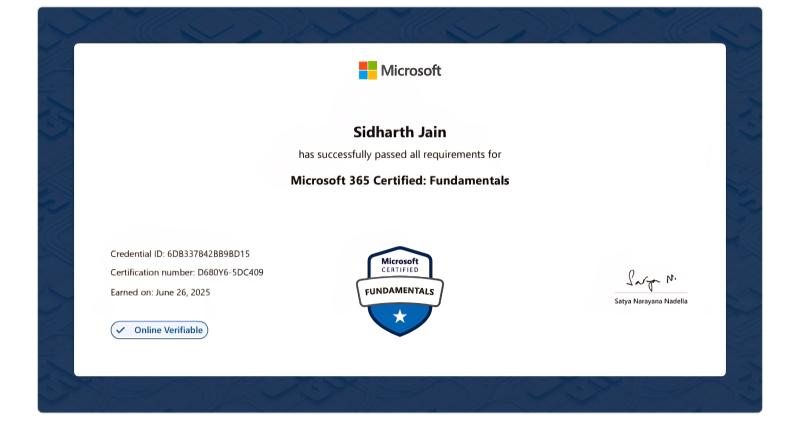 Microsoft
Sidharth Jain
has successfully passed all requirements for
Microsoft 365 Certified: Fundamentals
Credential ID: 6DB337842BB9BD15
Certification number: D680Y6-5DC409
Earned on: June 26, 2025
Online Verifiable
Microsoft
CERTIFIED
FUNDAMENTALS
Satya N.
Satya Narayana Nadella